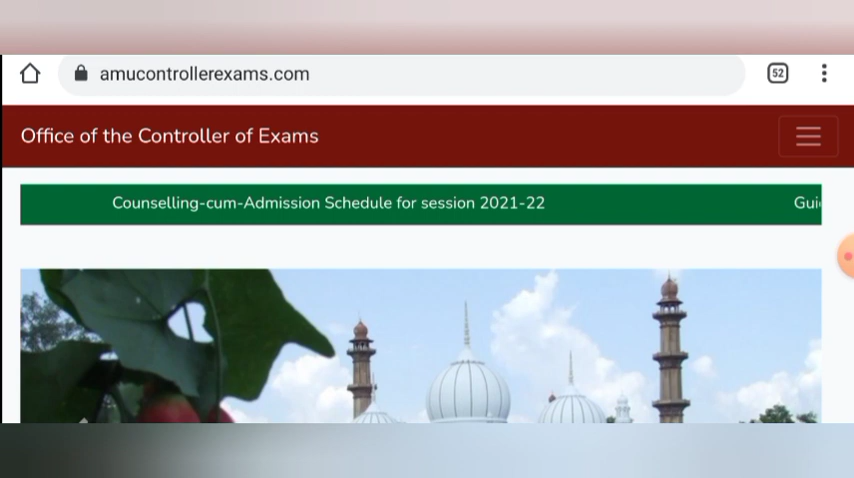 amucontrollerexams.com
52
Office of the Controller of Exams
Counselling-cum-Admission Schedule for session 2021-22